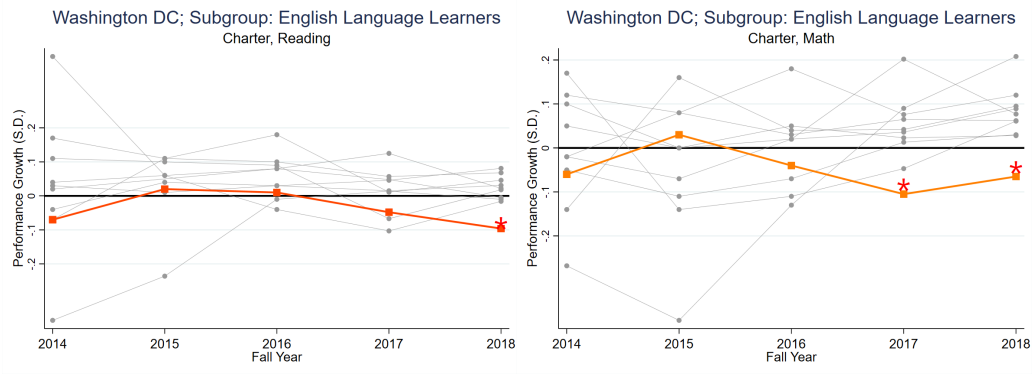 Washington DC; Subgroup: English Language Learners
Charter, Reading
Performance Growth (S.D.)
.2
.1
0
-.1
-.2
2014 2015 2016 2017 2018
Fall Year
*
Washington DC; Subgroup: English Language Learners
Charter, Math
Performance Growth (S.D.)
.2
.1
0
-.1
-.2
2014 2015 2016 2017 2018
Fall Year
*
*